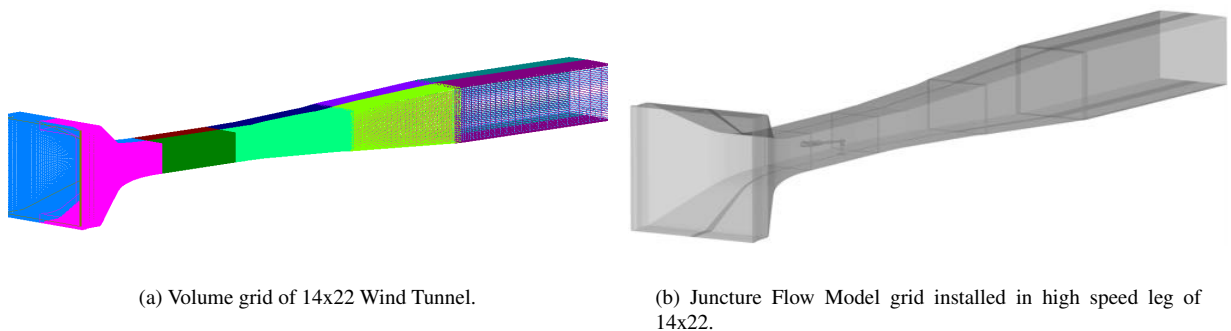 (a) Volume grid of 14x22 Wind Tunnel.
(b) Juncture Flow Model grid installed in high speed leg of
14x22.